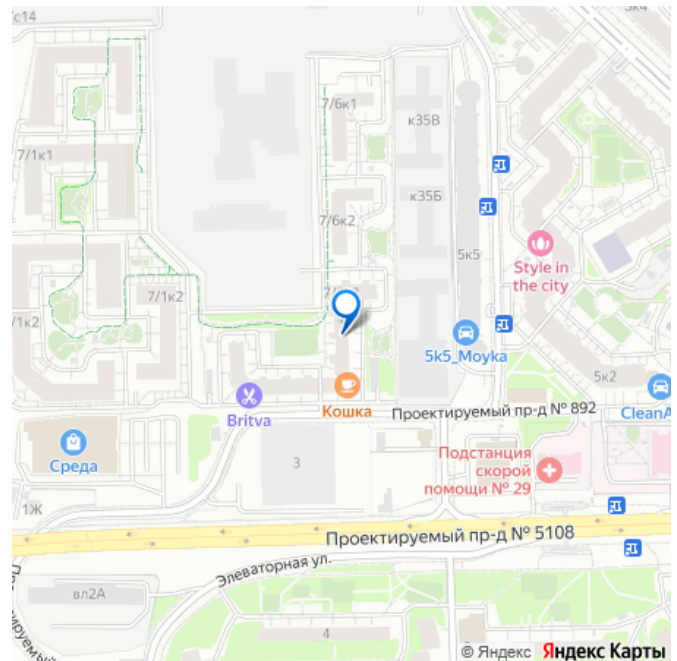 /с14
5к4
7/6к1
к35В
7/1к1
к35Б
7/6к2
5к5
Style in
the city
7/1к2
/1к2
5k5_Moyka
5к2
Кошка
Britva
Проектируемый пр-д № 892
CleanA
Среда
3
Подстанция
скорой
помощи № 29
1Ж
Проектируемый пр-д № 5108
Элеваторная ул.
вл2А
4
© Яндекс Яндекс Карты